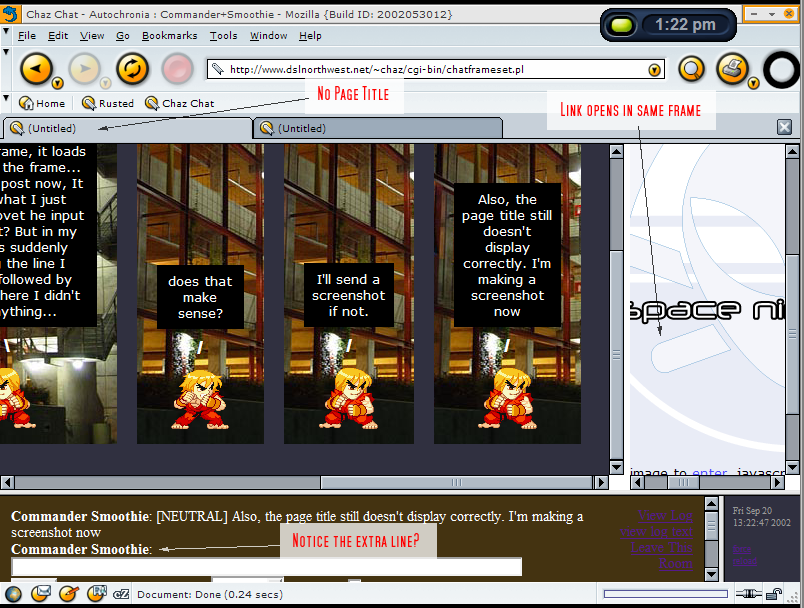 Chaz Chat - Autochronia : Commander+Smoothie - Mozilla {Build ID: 2002053012}
1:22 pm
File Edit View Go Bookmarks Tools Window Help
http://www.dslnorthwest.net/~chaz/cgi-bin/chatframeset.pl
Home Rusted Chaz Chat
No Page Title
Link opens in same frame
(Untitled) (Untitled)
rame, it loads
the frame...
post now, It
what I just
ovet he input
t? But in my
s suddenly
g the line I
followed by
here I didn't
ything...
does that
make
sense?
I'll send a
screenshot
if not.
Also, the
page title still
doesn't
display
correctly. I'm
making a
screenshot
now
space ni
image to enter. javascr
Commander Smoothie: [NEUTRAL] Also, the page title still doesn't display correctly. I'm making a
screenshot now
Commander Smoothie:
Notice the extra line?
Leave This
Room
Fri Sep 20
13:22:47 2002
Document: Done (0.24 secs)